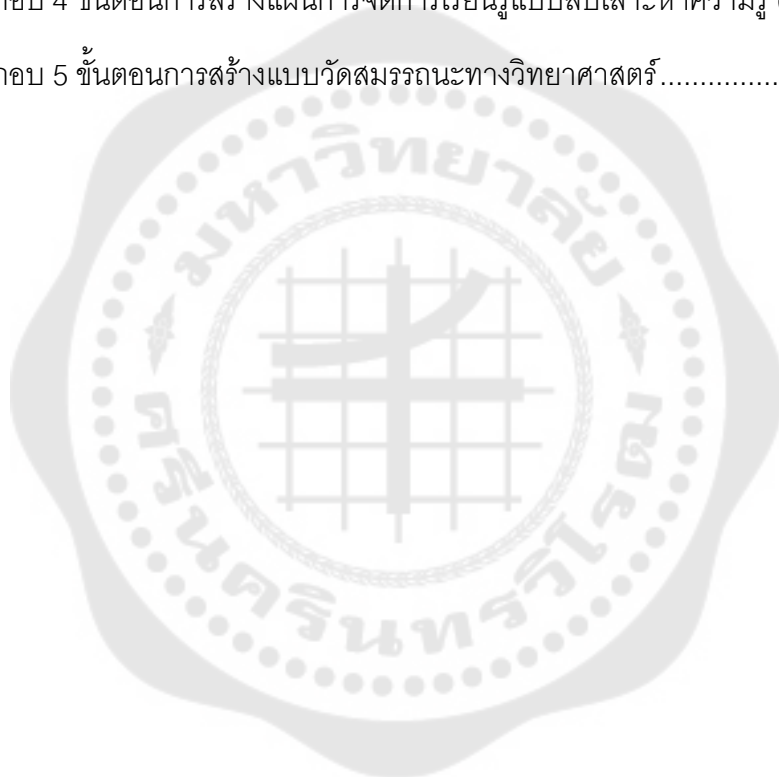 กอบ 4 ขั้นตอนการสร้างแผนการจัดการเรียนรู้แบบสืบเสาะหาความรู้
กอบ 5 ขั้นตอนการสร้างแบบวัดสมรรถนะทางวิทยาศาสตร์...............
มหาวิทยาลัย
ศรีนครินทรวิโรฒ